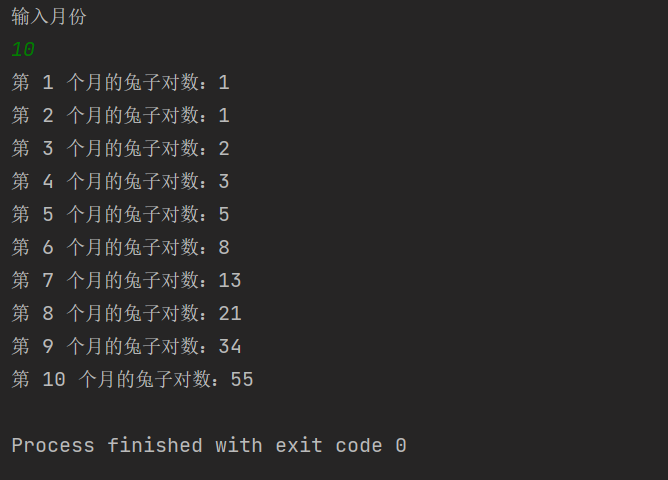 输入月份
10
第 1 个月的兔子对数：1
第 2 个月的兔子对数：1
第 3 个月的兔子对数：2
第 4 个月的兔子对数：3
第 5 个月的兔子对数：5
第 6 个月的兔子对数：8
第 7 个月的兔子对数：13
第 8 个月的兔子对数：21
第 9 个月的兔子对数：34
第 10 个月的兔子对数：55
Process finished with exit code 0